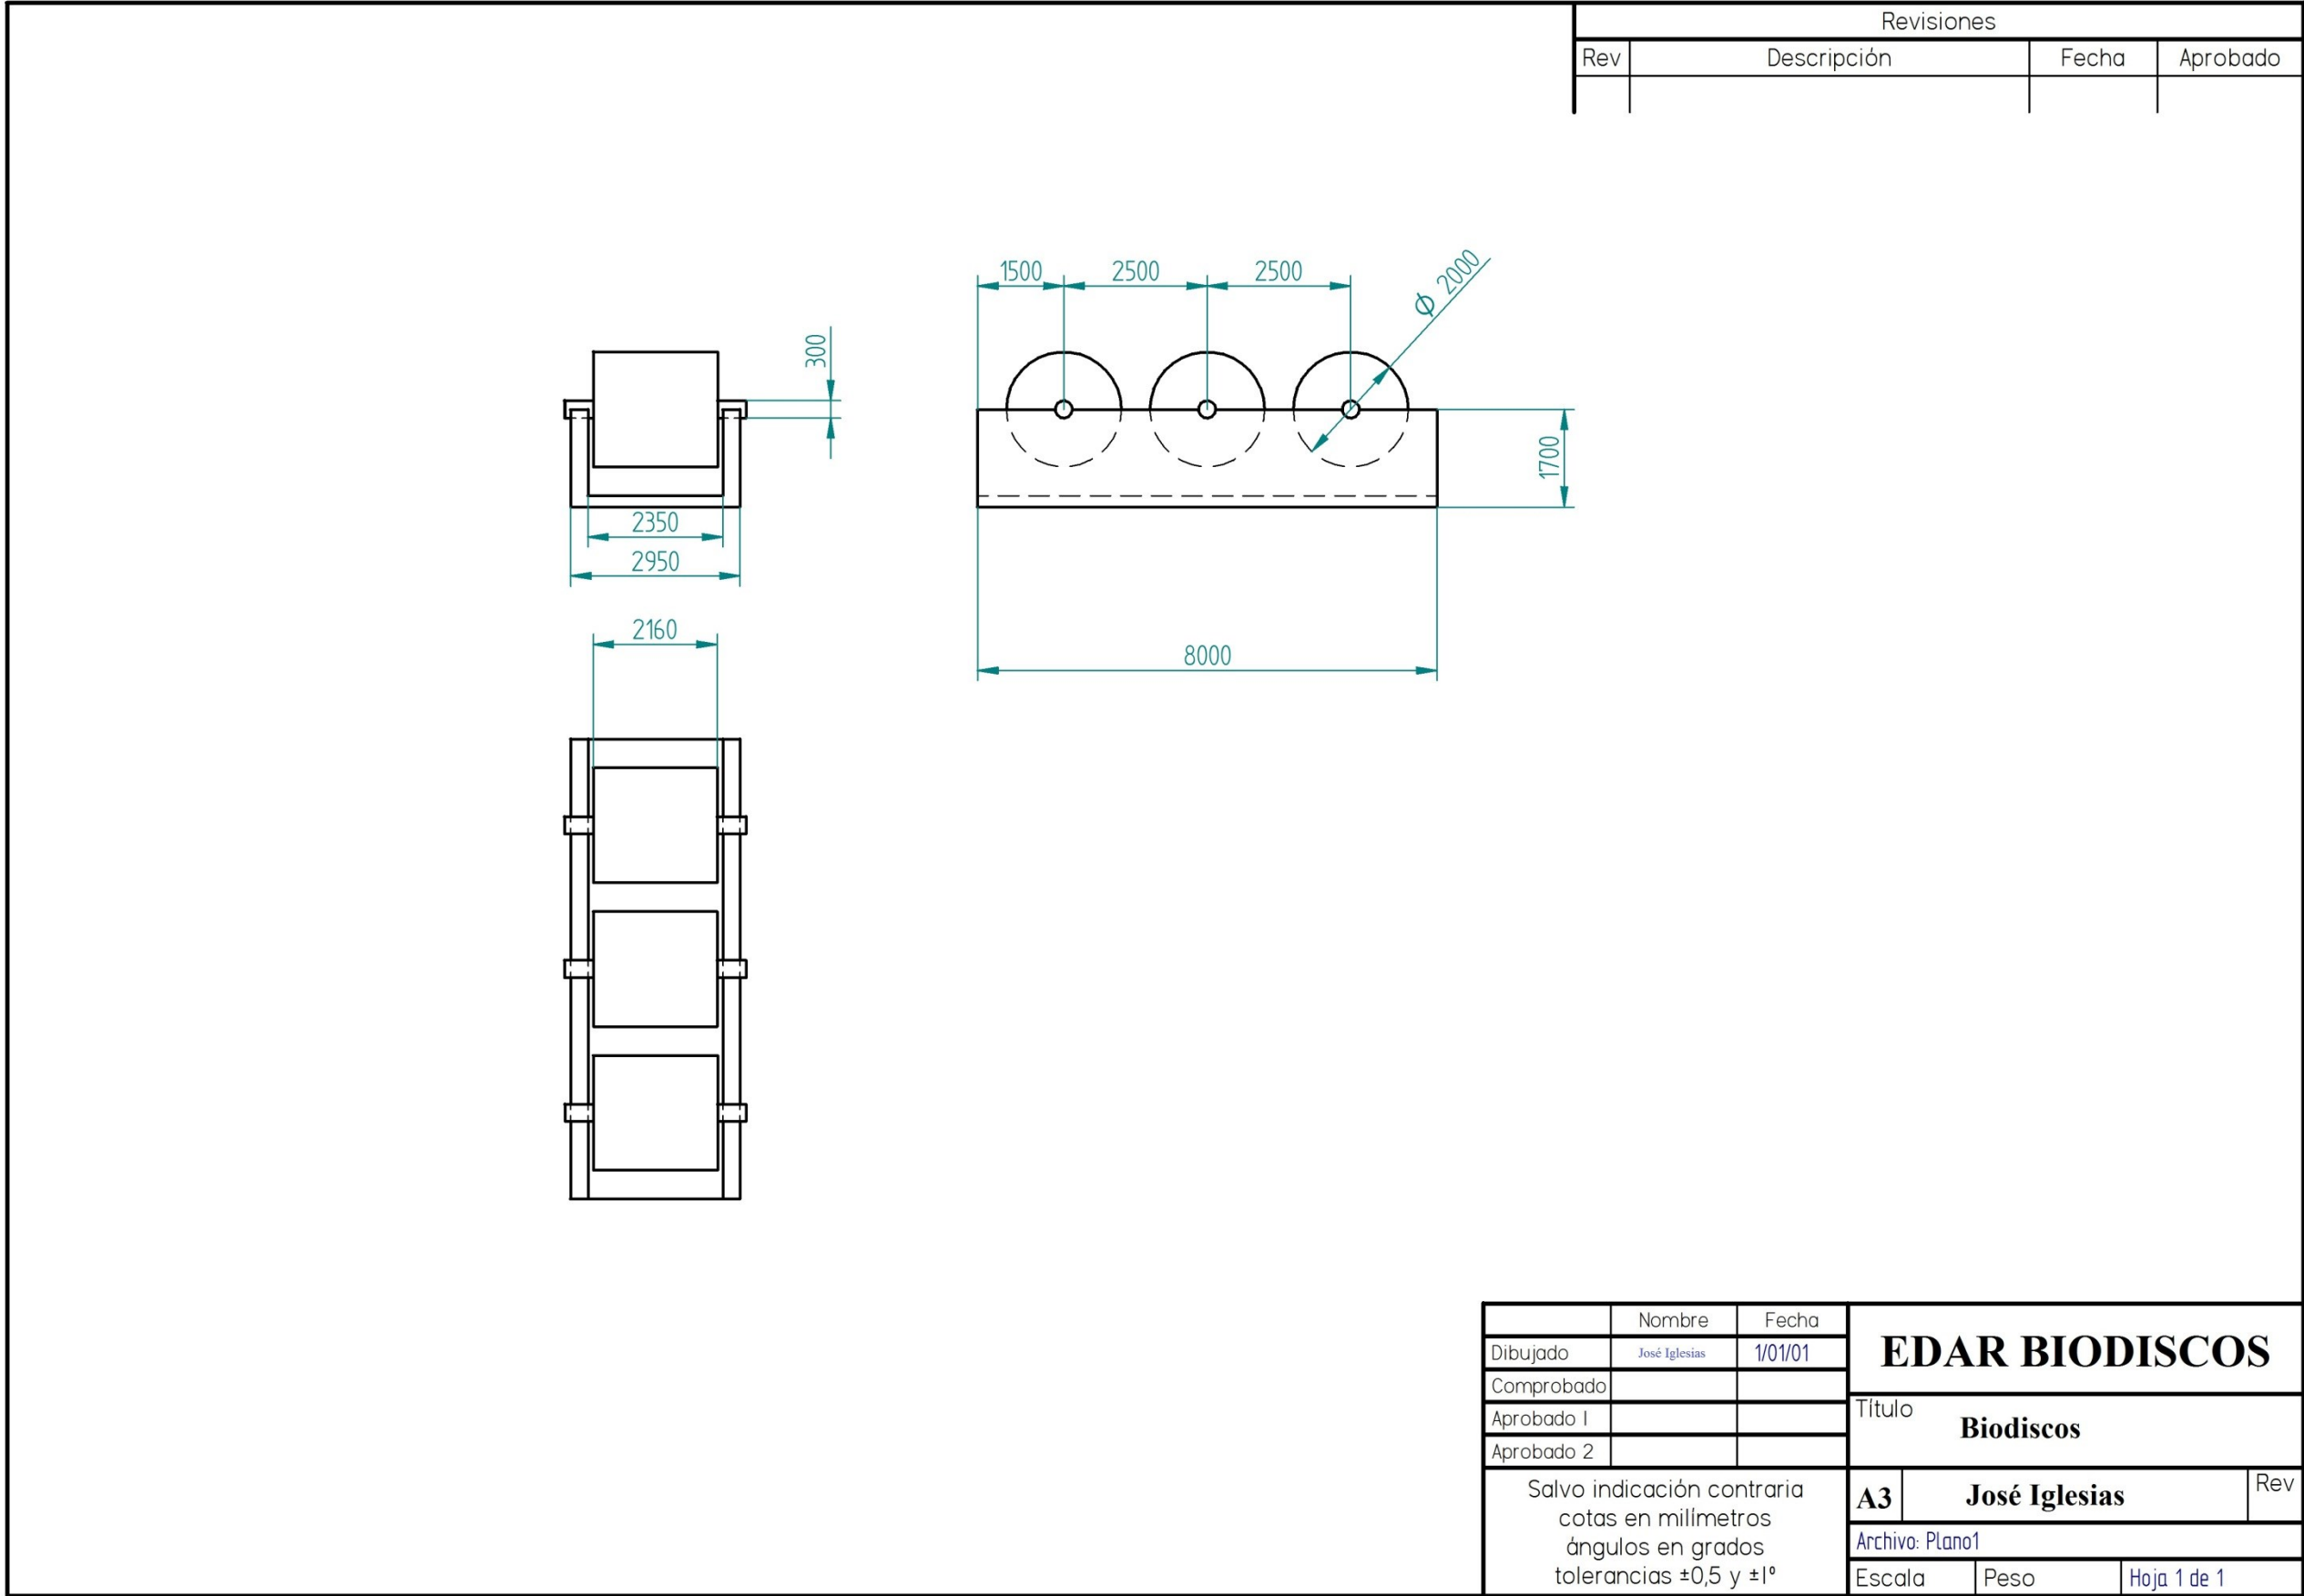 Revisiones
Rev Descripción Fecha Aprobado
1500 2500 2500 ϕ 2000
300
1700
2350
2950
2160
8000
Nombre Fecha
Dibujado José Iglesias 1/01/01
Comprobado
Aprobado 1
Aprobado 2
Salvo indicación contraria
cotas en milímetros
ángulos en grados
tolerancias ±0,5 y ±1º
EDAR BIODISCOS
Título
Biodiscos
A3 José Iglesias Rev
Archivo: Plano1
Escala Peso Hoja 1 de 1